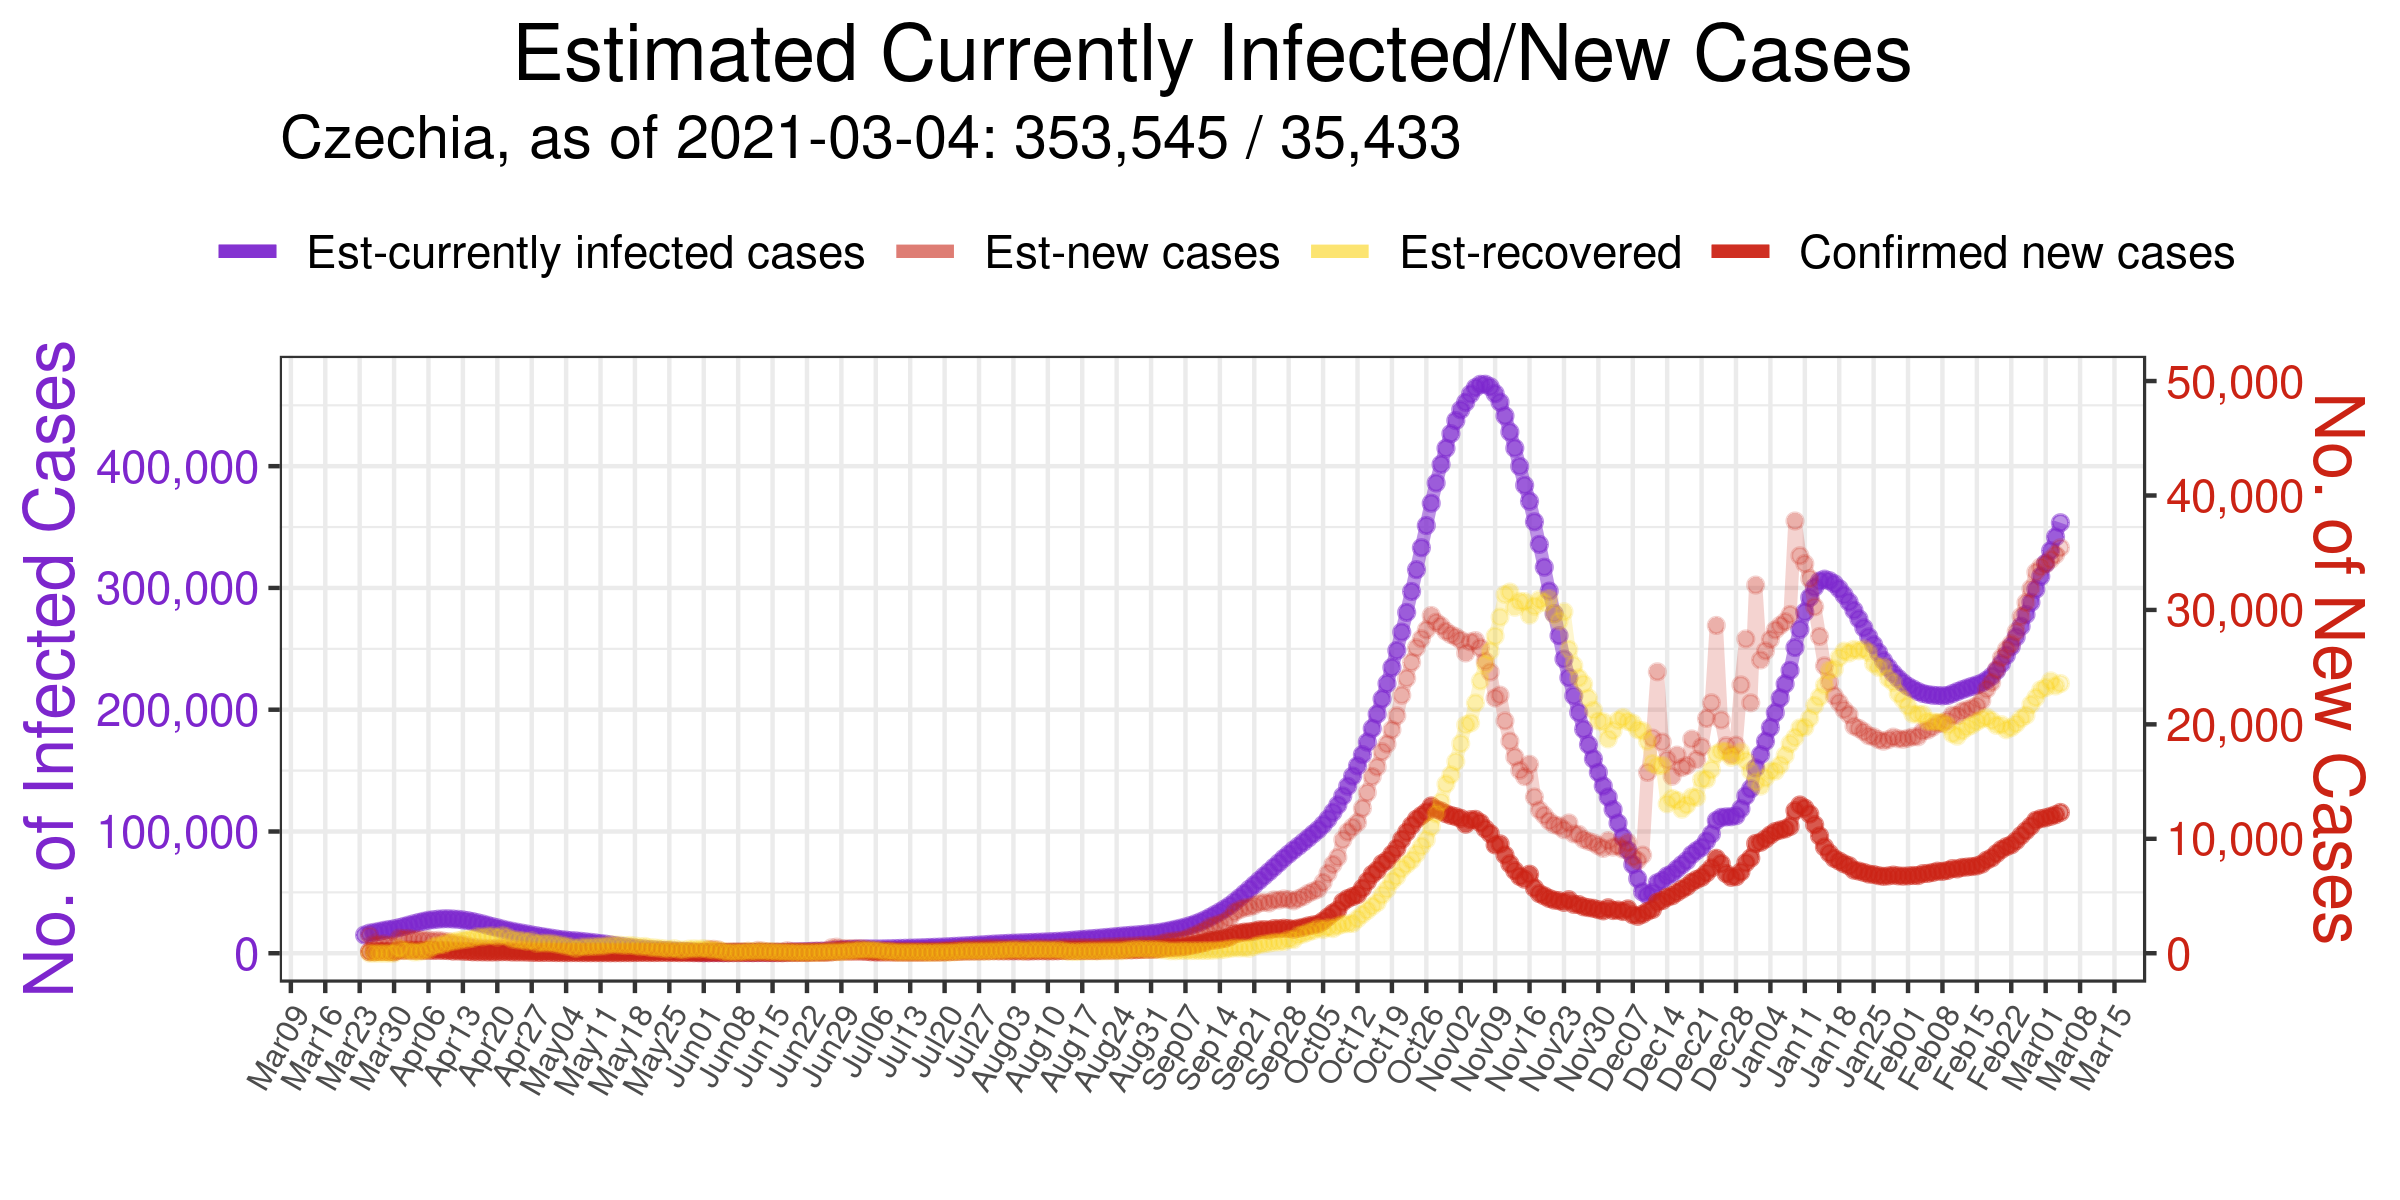 Estimated Currently Infected/New Cases
Czechia, as of 2021-03-04: 353,545 / 35,433
Est-currently infected cases Est-new cases Est-recovered Confirmed new cases
No. of Infected Cases
400,000
300,000
200,000
100,000
0
50,000
40,000
30,000
20,000
10,000
0
No. of New Cases
Mar09 Mar16 Mar23 Mar30 Apr06 Apr13 Apr20 Apr27 May04 May11 May18 May25 Jun01 Jun08 Jun15 Jun22 Jun29 Jul06 Jul13 Jul20 Jul27 Aug03 Aug10 Aug17 Aug24 Aug31 Sep07 Sep14 Sep21 Sep28 Oct05 Oct12 Oct19 Oct26 Nov02 Nov09 Nov16 Nov23 Nov30 Dec07 Dec14 Dec21 Dec28 Jan04 Jan11 Jan18 Jan25 Feb01 Feb08 Feb15 Feb22 Mar01 Mar08 Mar15